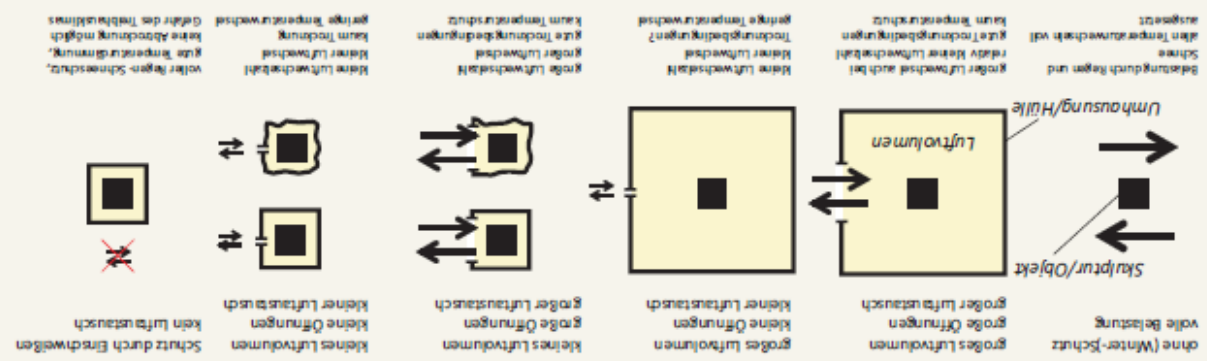 ohne (Winter-)Schutz
volle Belastung
großes Luftvolumen
große Öffnungen
großer Luftaustausch
großes Luftvolumen
kleine Öffnungen
kleiner Luftaustausch
kleines Luftvolumen
große Öffnungen
großer Luftaustausch
kleines Luftvolumen
kleine Öffnungen
kleiner Luftaustausch
Schutz durch Einschweißen
kein Luftaustausch
Skulptur/Objekt
Luftvolumen
Umhausung/Hülle
Belastung durch Regen und
Schnee
allen Temperaturwechseln voll
ausgesetzt
großer Luftwechsel auch bei
relativ kleiner Luftwechselzahl
gute Trocknungsbedingungen
kaum Temperaturschutz
kleine Luftwechselzahl
kleiner Luftwechsel
Trocknungsbedingungen?
geringe Temperaturwechsel
große Luftwechselzahl
großer Luftwechsel
gute Trocknungsbedingungen
kaum Temperaturschutz
kleine Luftwechselzahl
kleiner Luftwechsel
kaum Trocknung
geringe Temperaturwechsel
voller Regen- Schneeschutz,
gute Temperaturdämmung,
keine Abtrocknung möglich
Gefahr des Treibhausklimas